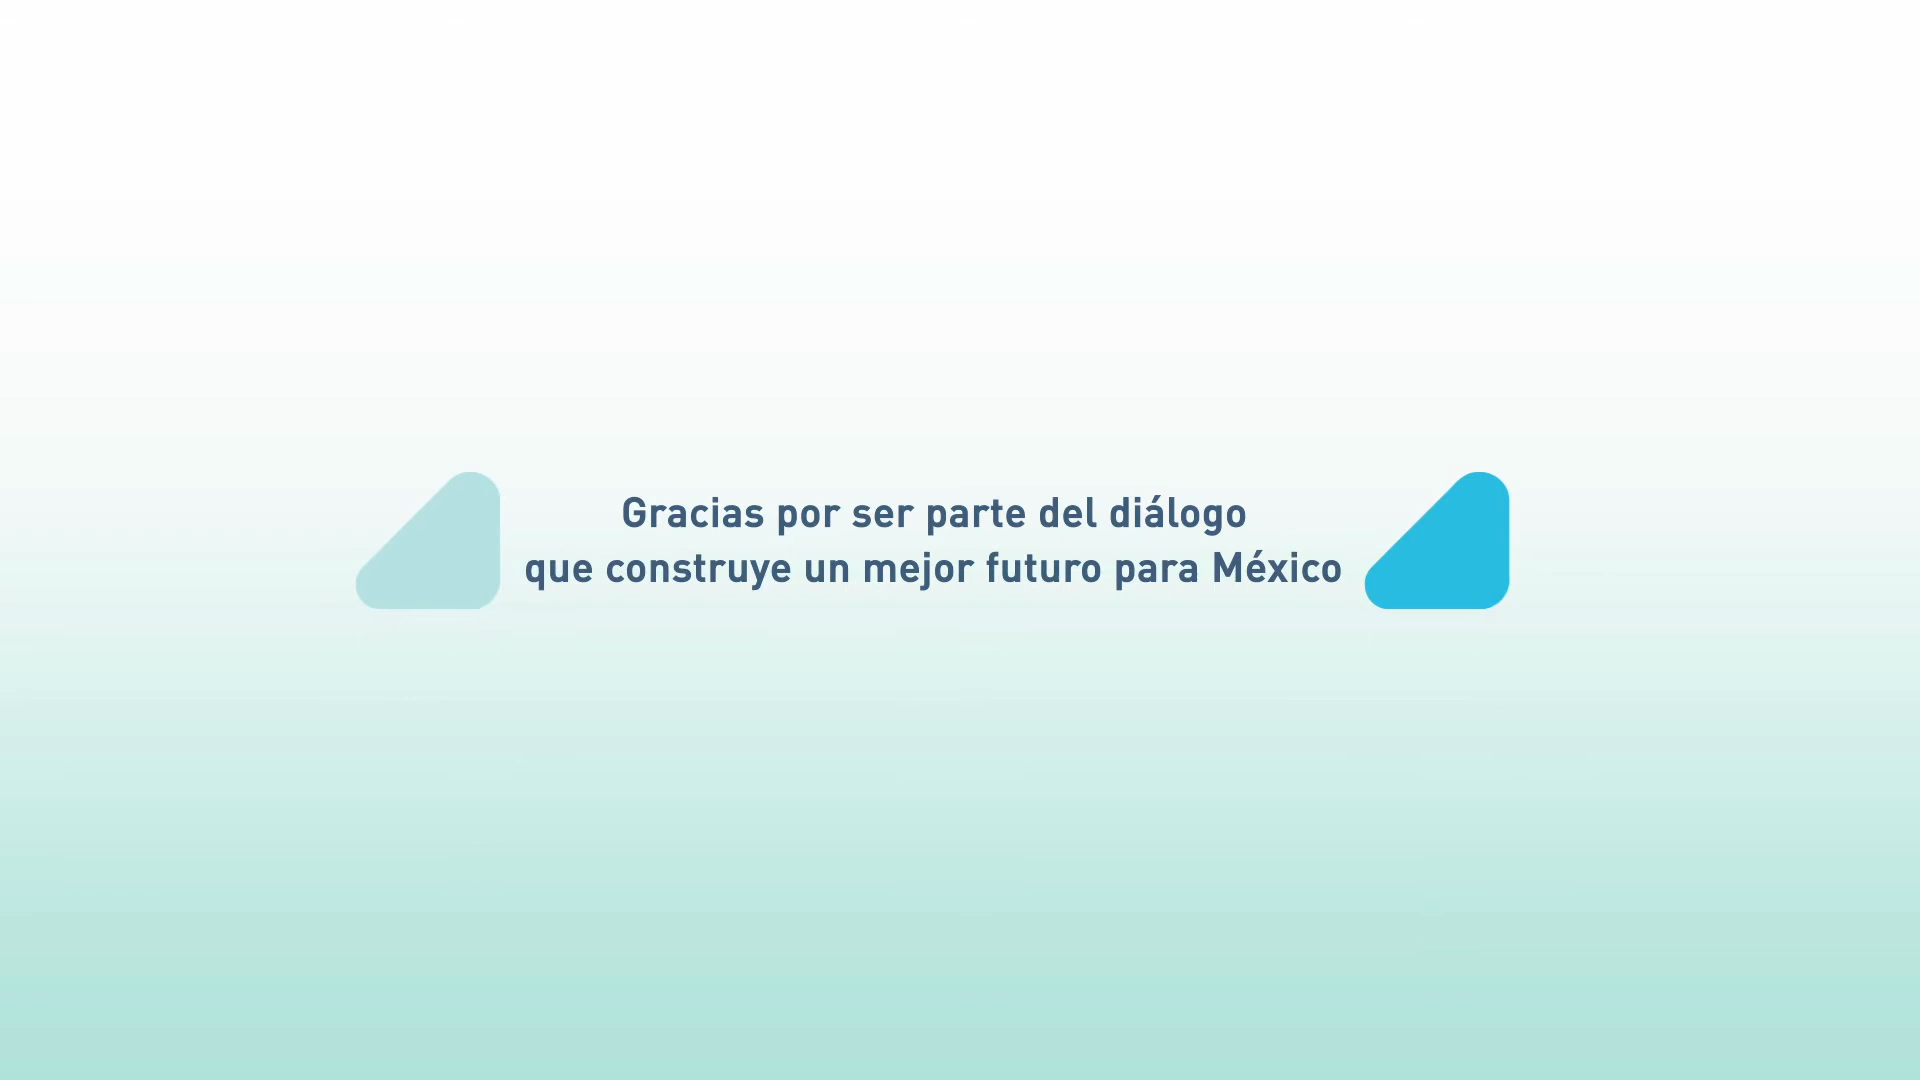 Gracias por ser parte del diálogo
que construye un mejor futuro para México